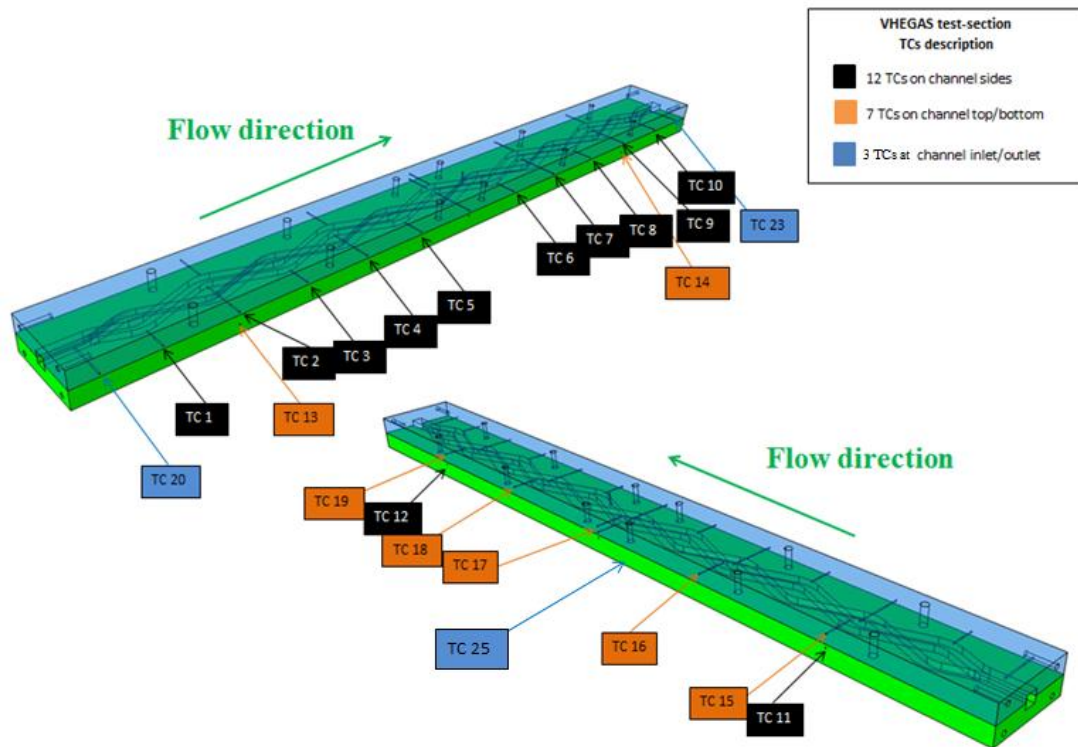 VHEGAS test-section
TCs description
12 TCs on channel sides
7 TCs on channel top/bottom
3 TCs at channel inlet/outlet
Flow direction
TC 10
TC 9
TC 23
TC 8
TC 7
TC 6
TC 14
TC 5
TC 4
TC 3
TC 2
TC 13
TC 1
TC 20
Flow direction
TC 19
TC 12
TC 18
TC 17
TC 25
TC 16
TC 15
TC 11